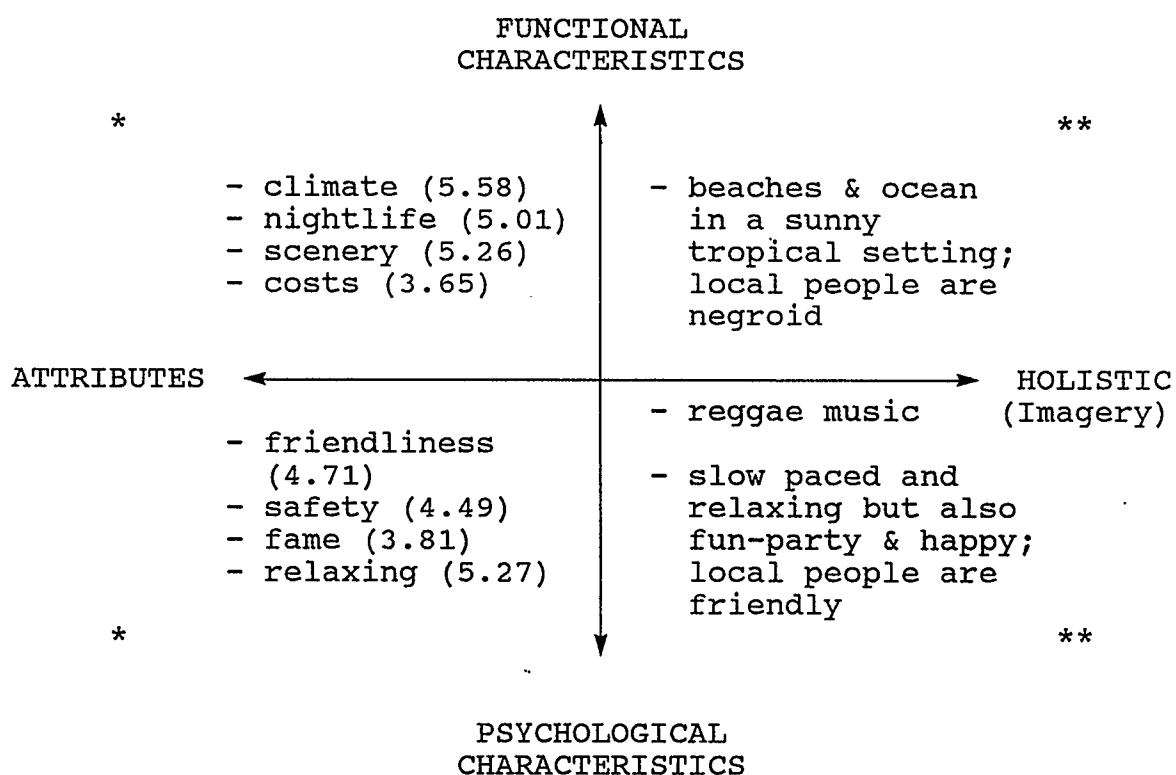 FUNCTIONAL
CHARACTERISTICS
*
**
- climate (5.58)
- nightlife (5.01)
- scenery (5.26)
- costs (3.65)
- beaches & ocean
in a sunny
tropical setting;
local people are
negroid
ATTRIBUTES
HOLISTIC
(Imagery)
- friendliness
(4.71)
- safety (4.49)
- fame (3.81)
- relaxing (5.27)
- reggae music
- slow paced and
relaxing but also
fun-party & happy;
local people are
friendly
*
**
PSYCHOLOGICAL
CHARACTERISTICS